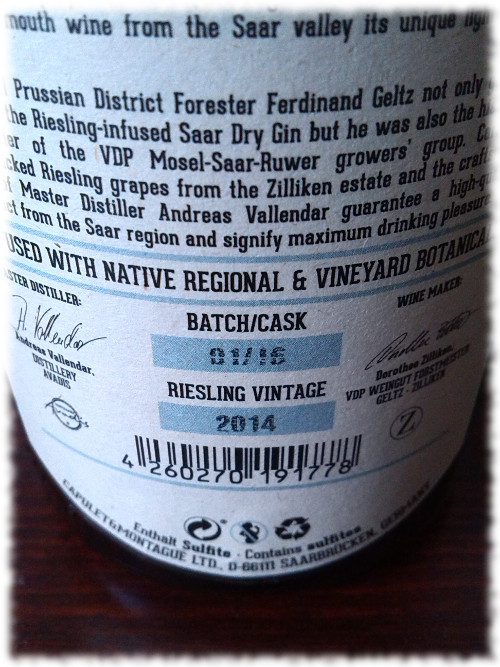 mouth wine from the Saar valley its unique
Prussian District Forester Ferdinand Geltz not only
the Riesling-infused Saar Dry Gin but he was also the
of the VDP Mosel-Saar-Ruwer growers' group.
cked Riesling grapes from the Zilliken estate and the craft
Master Distiller Andreas Vallendar guarantee a high-qu
ct from the Saar region and signify maximum drinking pleasure
USED WITH NATIVE REGIONAL & VINEYARD BOTANICA
STER DISTILLER:
Andreas Vallendar,
DISTILLERY
AVADIS
BATCH/CASK
01/16
RIESLING VINTAGE
2014
WINE MAKER:
Dorothee Zilliken,
VDP WEINGUT FORSTMEISTER
GELTZ - ZILLIKEN
Z
4 260270 191778
Enthalt Sulfite · Contains sulfites
CAPULET&MONTAGUE LTD., D-66111 SAARBRÜCKEN, GERMANY